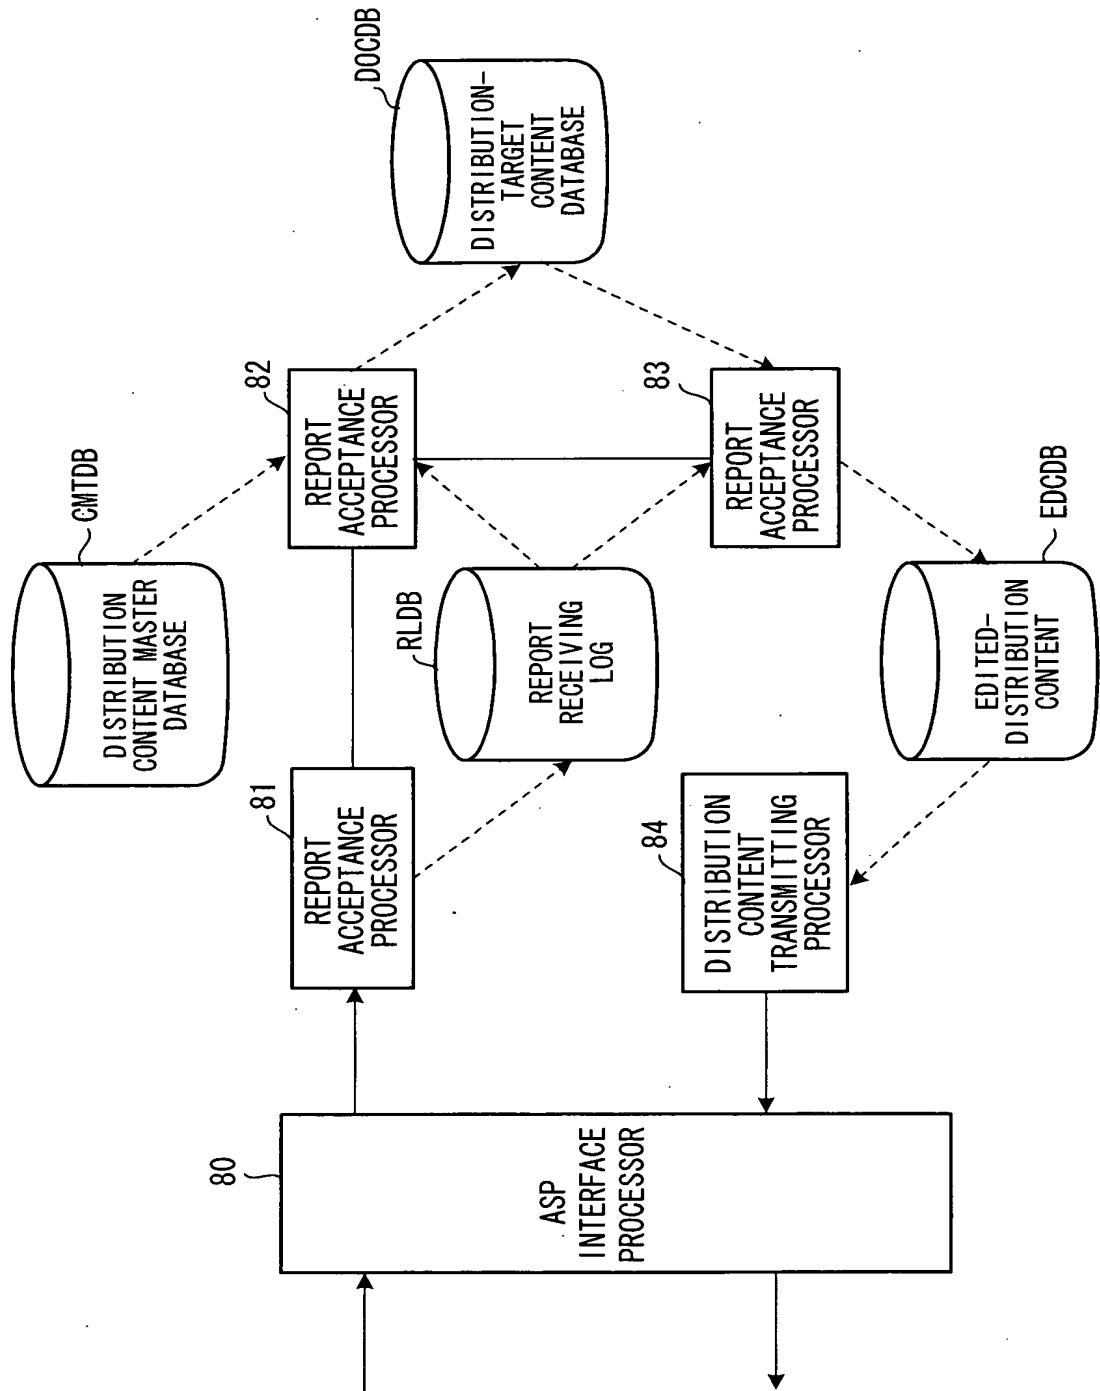 80
ASP
INTERFACE
PROCESSOR
81
REPORT
ACCEPTANCE
PROCESSOR
CMTDB
DISTRIBUTION
CONTENT MASTER
DATABASE
82
REPORT
ACCEPTANCE
PROCESSOR
DOCDB
DISTRIBUTION-
TARGET
CONTENT
DATABASE
RLDB
REPORT
RECEIVING
LOG
83
REPORT
ACCEPTANCE
PROCESSOR
84
DISTRIBUTION
CONTENT
TRANSMITTING
PROCESSOR
EDCDB
EDITED-
DISTRIBUTION
CONTENT